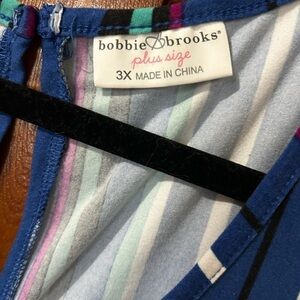 bobbie brooks®
plus size
3X MADE IN CHINA